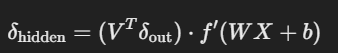 δ_hidden = (V^T δ_out) · f′(WX + b)